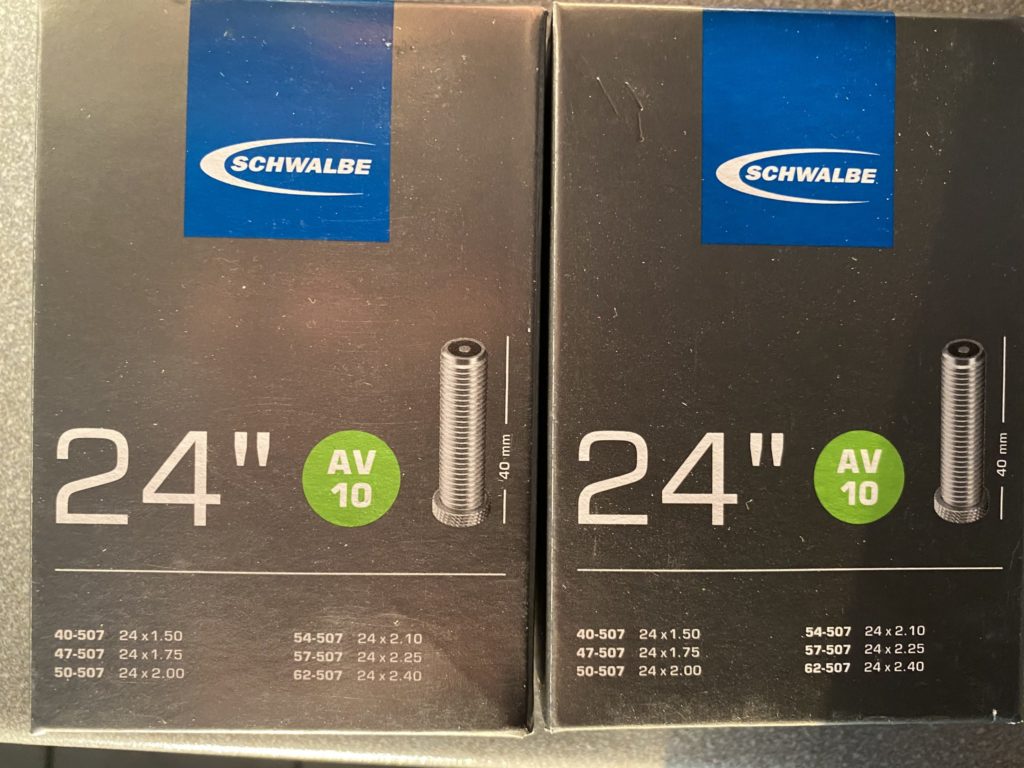 SCHWALBE
24"
AV
10
40 mm
40-507 24 x 1.50
47-507 24 x 1.75
50-507 24 x 2.00
54-507 24 x 2.10
57-507 24 x 2.25
62-507 24 x 2.40
SCHWALBE
24"
AV
10
40 mm
40-507 24 x 1.50
47-507 24 x 1.75
50-507 24 x 2.00
54-507 24 x 2.10
57-507 24 x 2.25
62-507 24 x 2.40